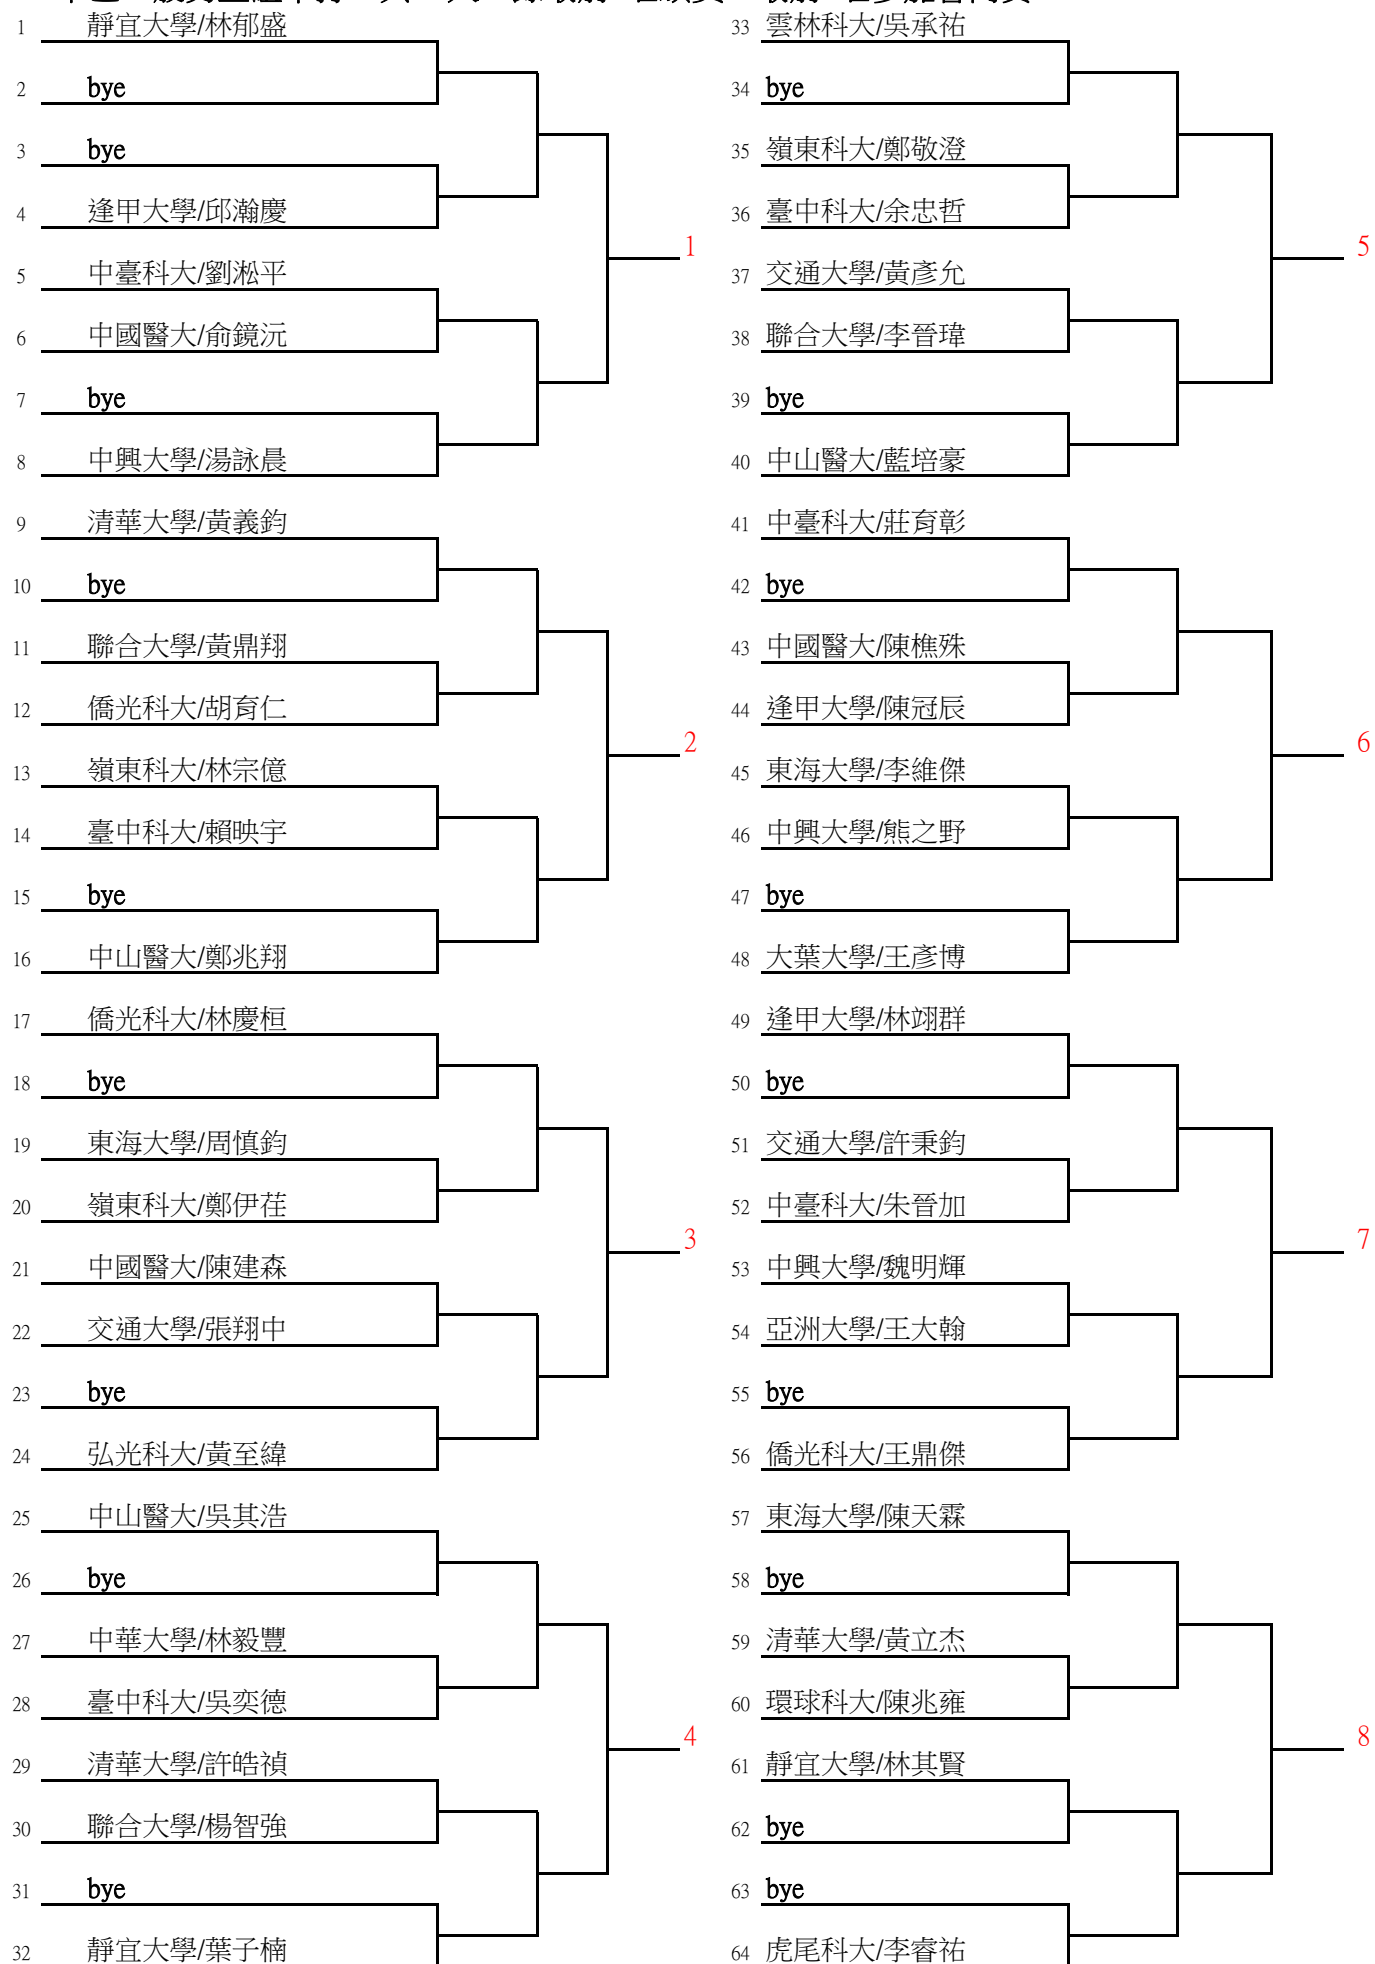 1 靜宜大學/林郁盛
2 bye
3 bye
4 逢甲大學/邱瀚慶
1
5 中臺科大/劉淞平
6 中國醫大/俞鏡沅
7 bye
8 中興大學/湯詠晨
9 清華大學/黃義鈞
10 bye
11 聯合大學/黃鼎翔
12 僑光科大/胡育仁
2
13 嶺東科大/林宗億
14 臺中科大/賴映宇
15 bye
16 中山醫大/鄭兆翔
17 僑光科大/林慶桓
18 bye
19 東海大學/周慎鈞
20 嶺東科大/鄭伊荏
3
21 中國醫大/陳建森
22 交通大學/張翔中
23 bye
24 弘光科大/黃至緯
25 中山醫大/吳其浩
26 bye
27 中華大學/林毅豐
28 臺中科大/吳奕德
4
29 清華大學/許皓禎
30 聯合大學/楊智強
31 bye
32 靜宜大學/葉子楠
33 雲林科大/吳承祐
34 bye
35 嶺東科大/鄭敬澄
36 臺中科大/余忠哲
5
37 交通大學/黃彥允
38 聯合大學/李晉瑋
39 bye
40 中山醫大/藍培豪
41 中臺科大/莊育彰
42 bye
43 中國醫大/陳樵殊
44 逢甲大學/陳冠辰
6
45 東海大學/李維傑
46 中興大學/熊之野
47 bye
48 大葉大學/王彥博
49 逢甲大學/林翊群
50 bye
51 交通大學/許秉鈞
52 中臺科大/朱晉加
7
53 中興大學/魏明輝
54 亞洲大學/王大翰
55 bye
56 僑光科大/王鼎傑
57 東海大學/陳天霖
58 bye
59 清華大學/黃立杰
60 環球科大/陳兆雍
8
61 靜宜大學/林其賢
62 bye
63 bye
64 虎尾科大/李睿祐